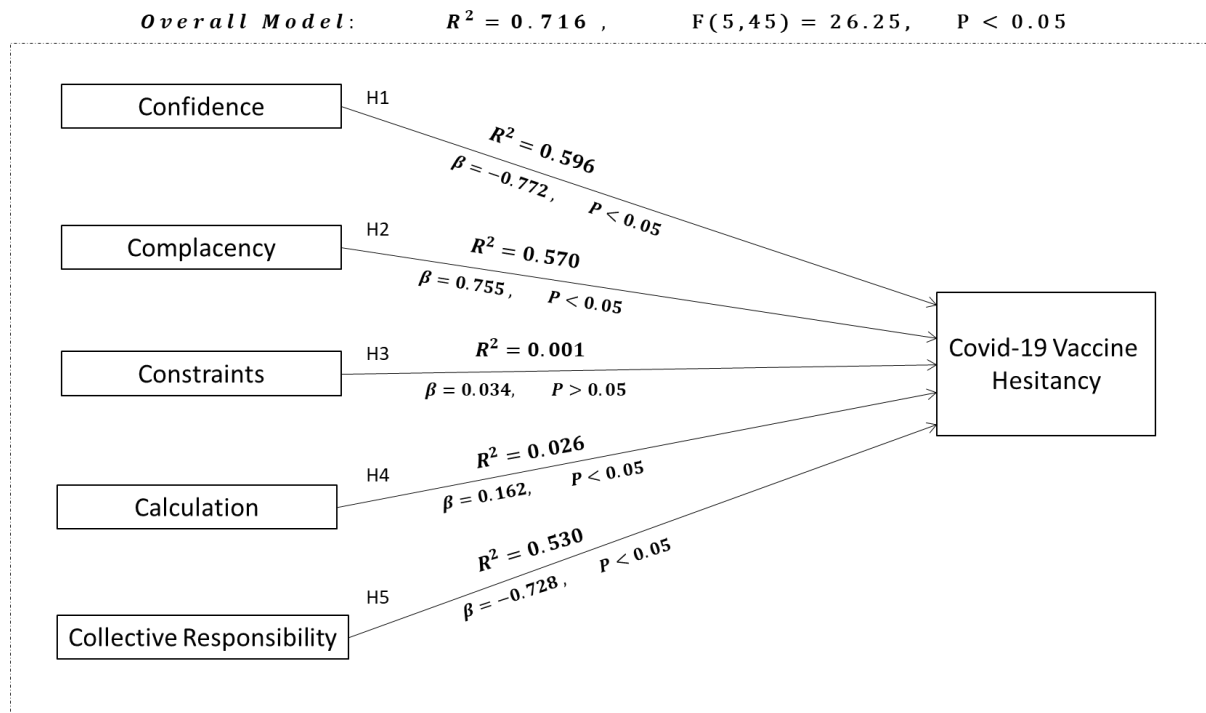 Overall Model: R² = 0.716 , F(5,45) = 26.25, P < 0.05
Confidence
H1
R² = 0.596
β = −0.772, P < 0.05
Complacency
H2
R² = 0.570
β = 0.755, P < 0.05
Constraints
H3
R² = 0.001
β = 0.034, P > 0.05
Calculation
H4
R² = 0.026
β = 0.162, P < 0.05
Collective Responsibility
H5
R² = 0.530
β = −0.728 , P < 0.05
Covid-19 Vaccine
Hesitancy